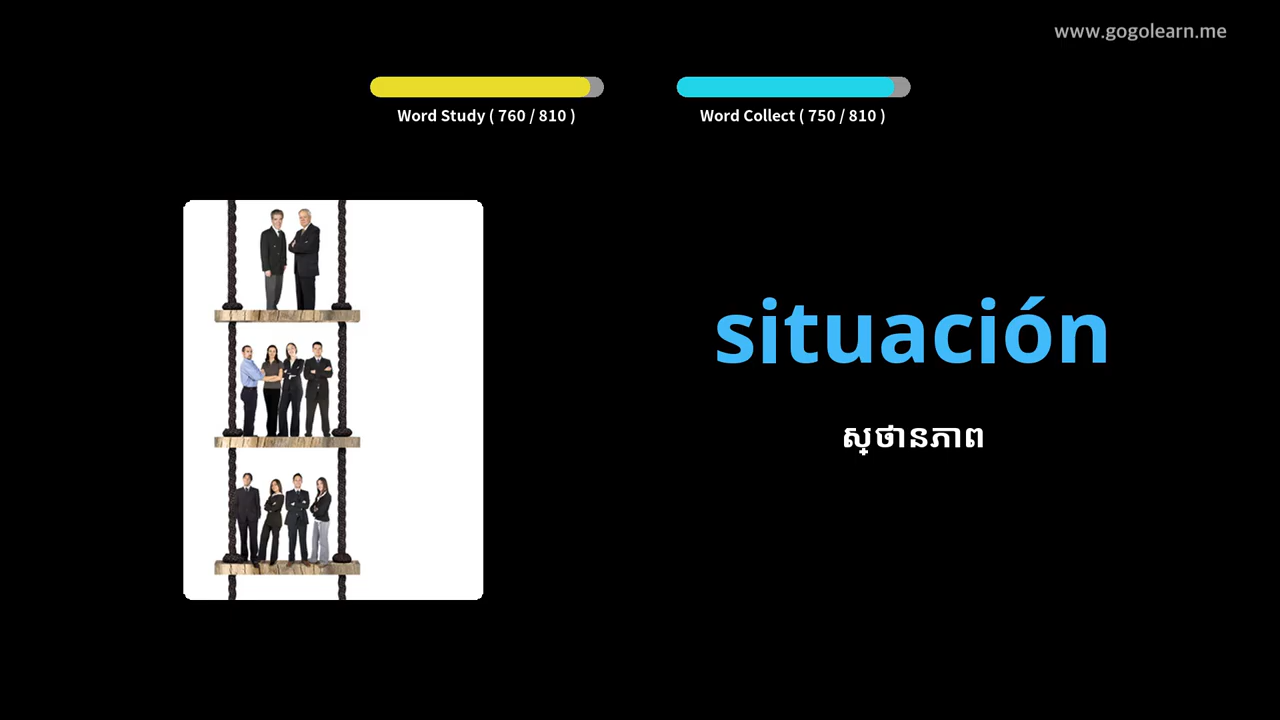 www.gogolearn.me
Word Study ( 760 / 810 )
Word Collect ( 750 / 810 )
situación
ស្ថានភាព